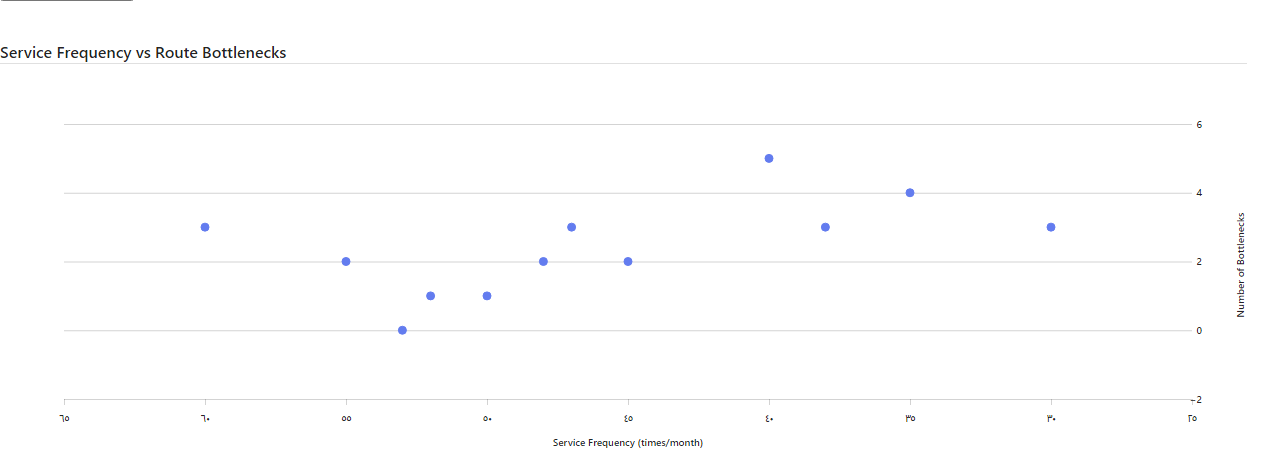 Service Frequency vs Route Bottlenecks
6
4
2
0
-2
Number of Bottlenecks
٦٥ ٦٠ ٥٥ ٥٠ ٤٥ ٤٠ ٣٥ ٣٠ ٢٥
Service Frequency (times/month)